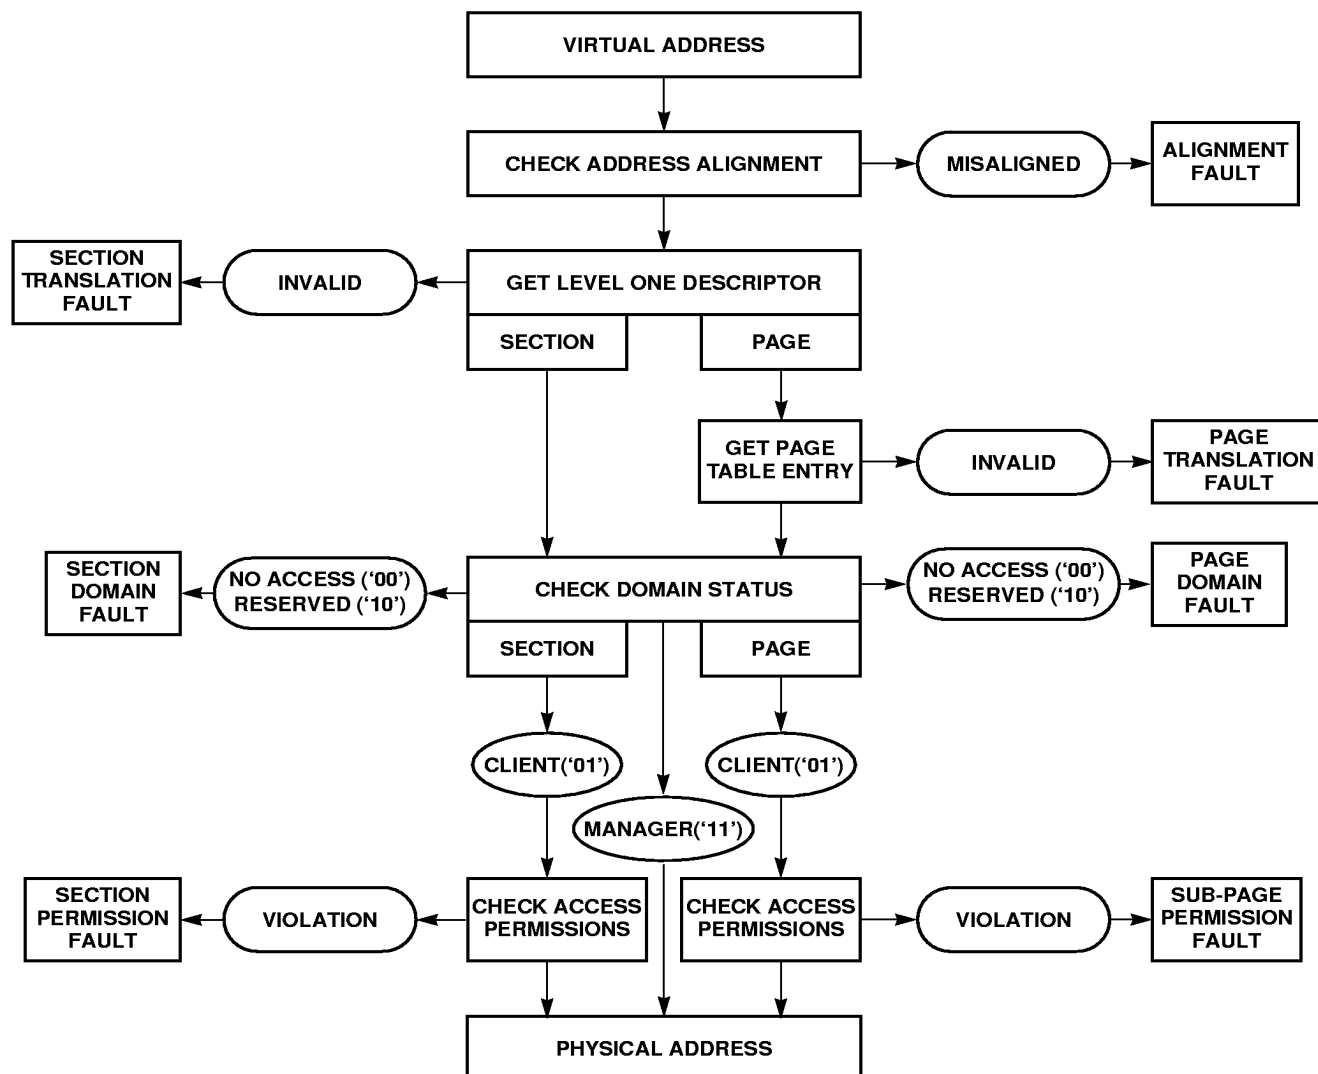 VIRTUAL ADDRESS
CHECK ADDRESS ALIGNMENT
MISALIGNED
ALIGNMENT
FAULT
SECTION
TRANSLATION
FAULT
INVALID
GET LEVEL ONE DESCRIPTOR
SECTION
PAGE
GET PAGE
TABLE ENTRY
INVALID
PAGE
TRANSLATION
FAULT
SECTION
DOMAIN
FAULT
NO ACCESS (‘00’)
RESERVED (‘10’)
CHECK DOMAIN STATUS
NO ACCESS (‘00’)
RESERVED (‘10’)
PAGE
DOMAIN
FAULT
SECTION
PAGE
CLIENT(‘01’)
CLIENT(‘01’)
MANAGER(‘11’)
SECTION
PERMISSION
FAULT
VIOLATION
CHECK ACCESS
PERMISSIONS
CHECK ACCESS
PERMISSIONS
VIOLATION
SUB-PAGE
PERMISSION
FAULT
PHYSICAL ADDRESS